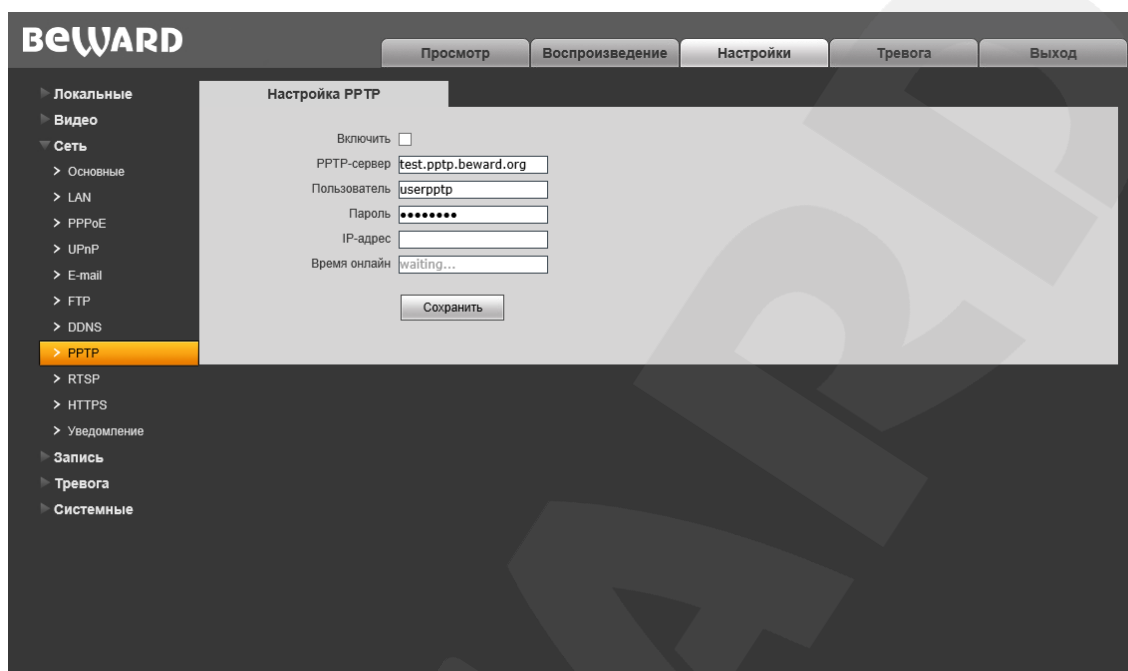 BEWARD
Просмотр
Воспроизведение
Настройки
Тревога
Выход
Локальные
Видео
Сеть
Основные
LAN
PPPoE
UPnP
E-mail
FTP
DDNS
PPTP
RTSP
HTTPS
Уведомление
Запись
Тревога
Системные
Настройка PPTP
Включить
PPTP-сервер test.pptp.beward.org
Пользователь userpptp
Пароль ••••••••
IP-адрес
Время онлайн waiting...
Сохранить